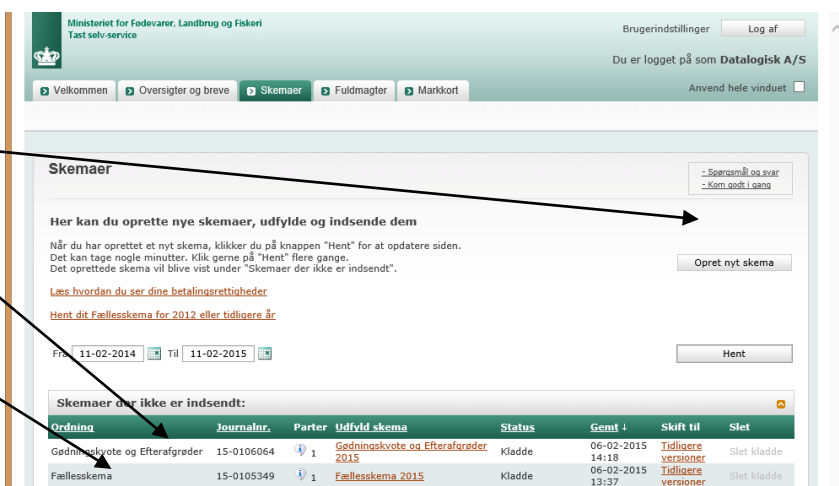 Ministeriet for Fødevarer, Landbrug og Fiskeri
Tast selv-service
Brugerindstillinger
Log af
Du er logget på som Datalogisk A/S
Velkommen
Oversigter og breve
Skemaer
Fuldmagter
Markkort
Anvend hele vinduet
Skemaer
- Spørgsmål og svar
- Kom godt i gang
Her kan du oprette nye skemaer, udfylde og indsende dem
Når du har oprettet et nyt skema, klikker du på knappen "Hent" for at opdatere siden.
Det kan tage nogle minutter. Klik gerne på "Hent" flere gange.
Det oprettede skema vil blive vist under "Skemaer der ikke er indsendt".
Opret nyt skema
Læs hvordan du ser dine betalingsrettigheder
Hent dit Fællesskema for 2012 eller tidligere år
Fra 11-02-2014 Til 11-02-2015
Hent
Skemaer der ikke er indsendt:
Ordning Journalnr. Parter Udfyld skema Status Gemt ↓ Skift til Slet
Gødningskvote og Efterafgrøder 15-0106064 1 Gødningskvote og Efterafgrøder 2015 Kladde 06-02-2015 14:18 Tidligere versioner Slet kladde
Fællesskema 15-0105349 1 Fællesskema 2015 Kladde 06-02-2015 13:37 Tidligere versioner Slet kladde